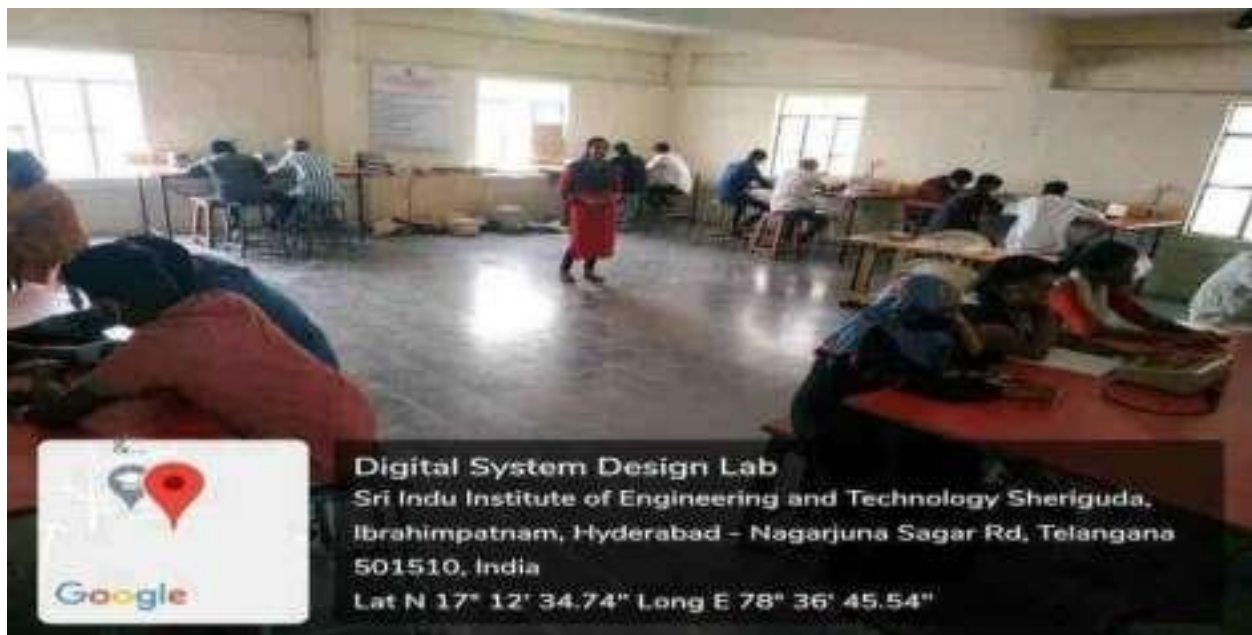 Google
Digital System Design Lab
Sri Indu Institute of Engineering and Technology Sheriguda,
Ibrahimpatnam, Hyderabad – Nagarjuna Sagar Rd, Telangana
501510, India
Lat N 17° 12' 34.74" Long E 78° 36' 45.54"